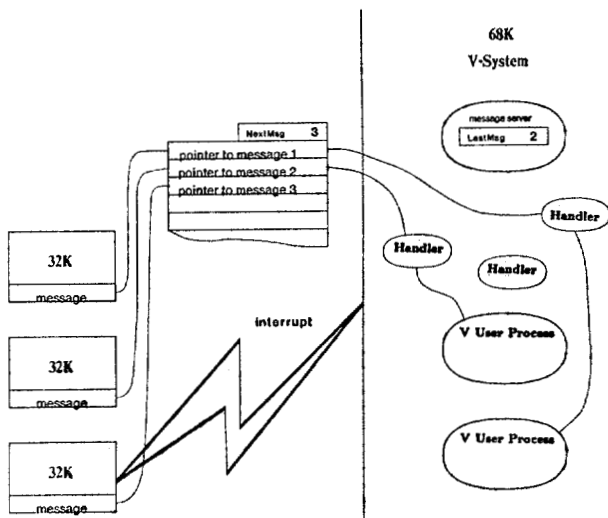 68K
V-System
NextMsg 3
pointer to message 1
pointer to message 2
pointer to message 3
message server
LastMsg 2
Handler
Handler
Handler
32K
message
interrupt
V User Process
32K
message
V User Process
32K
message